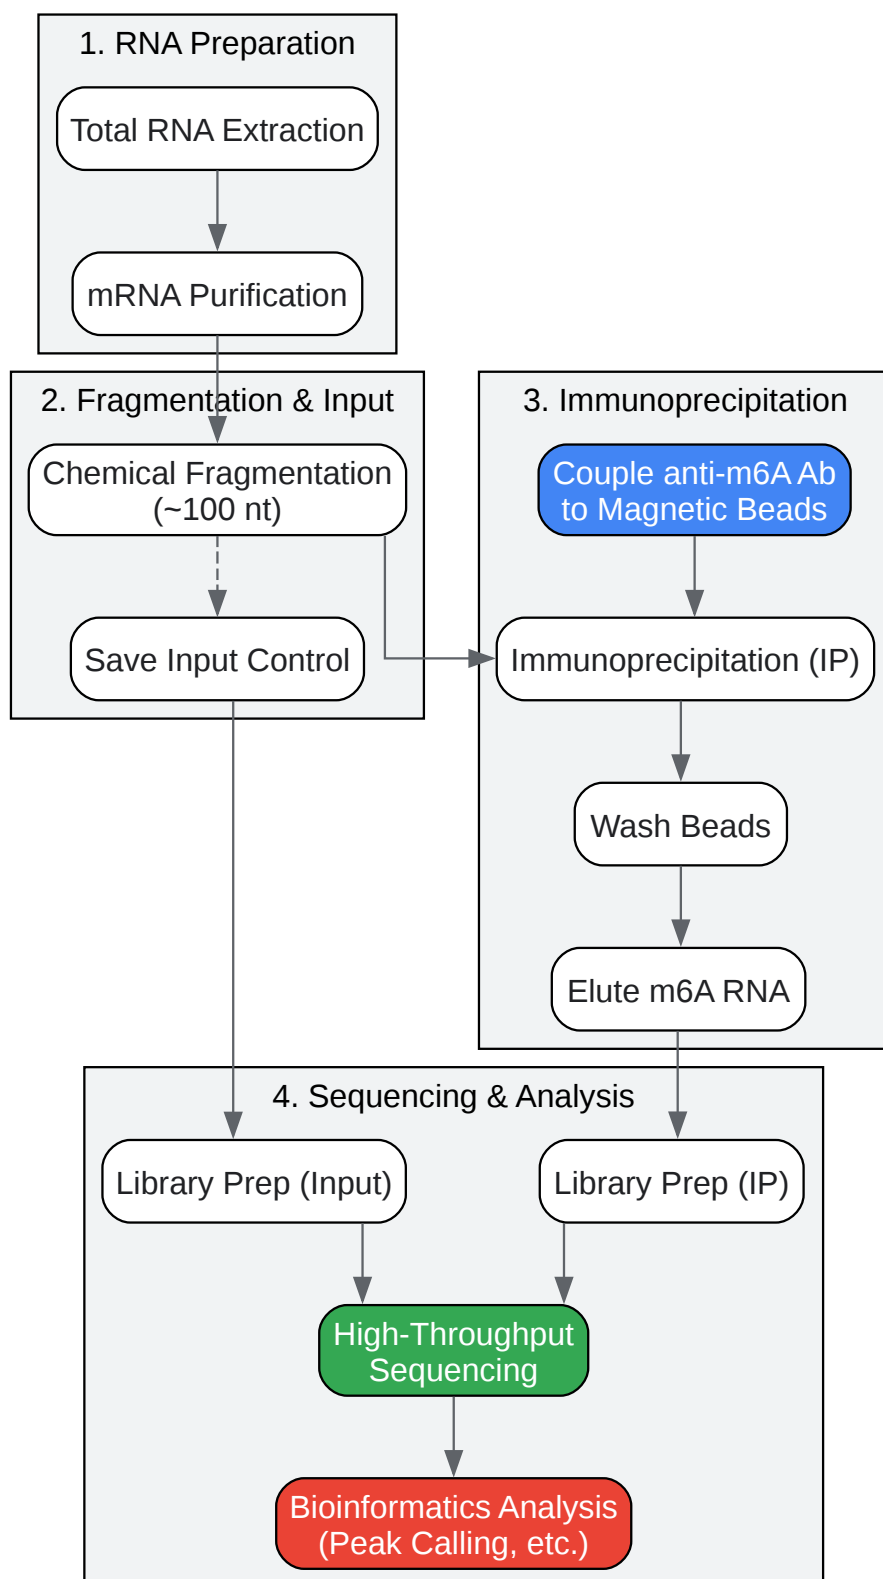 1. RNA Preparation
Total RNA Extraction
mRNA Purification
2. Fragmentation & Input
Chemical Fragmentation
(~100 nt)
Save Input Control
3. Immunoprecipitation
Couple anti-m6A Ab
to Magnetic Beads
Immunoprecipitation (IP)
Wash Beads
Elute m6A RNA
4. Sequencing & Analysis
Library Prep (Input)
Library Prep (IP)
High-Throughput
Sequencing
Bioinformatics Analysis
(Peak Calling, etc.)